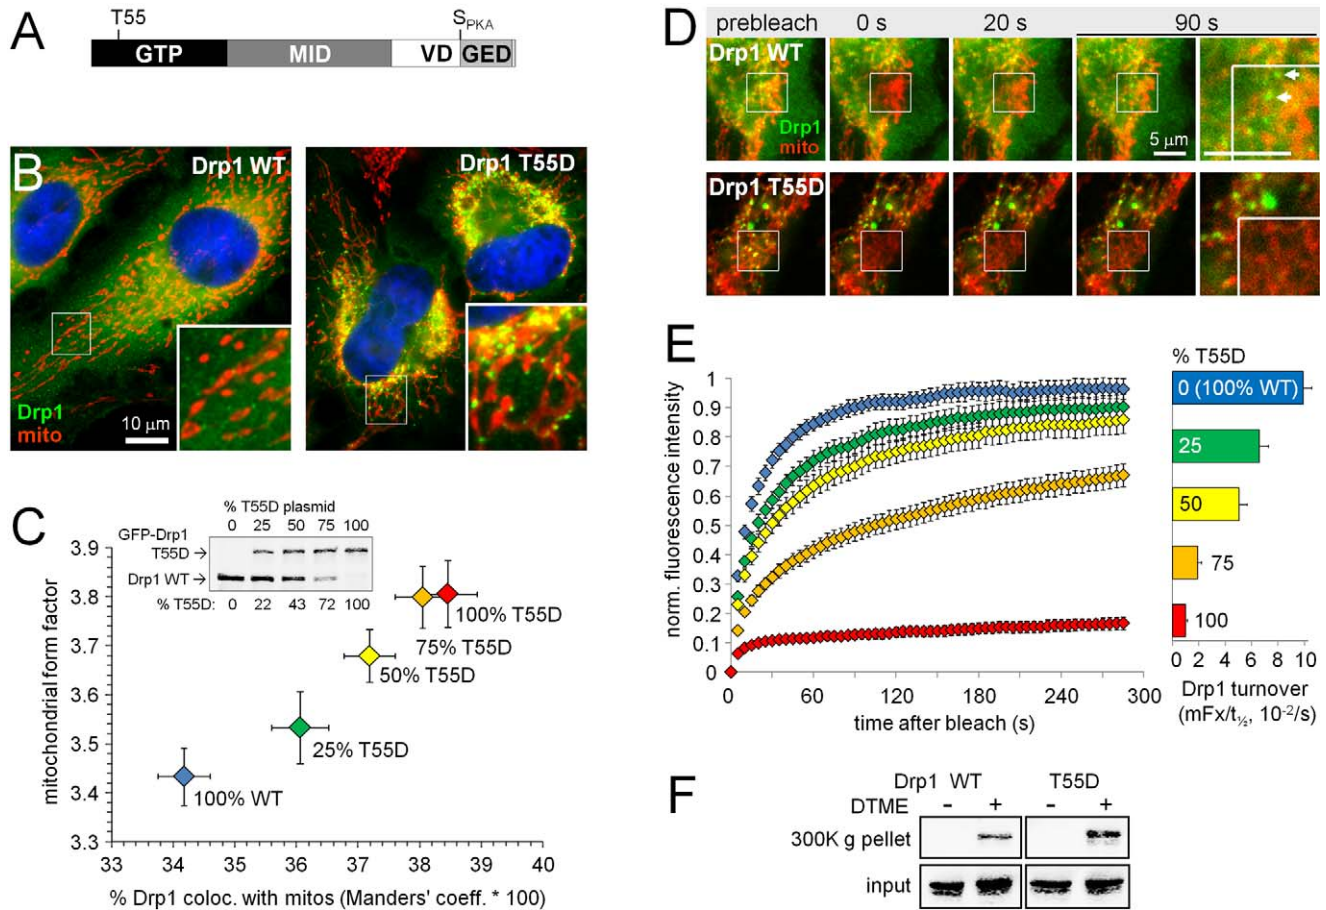 A
T55
S_PKA
GTP MID VD GED
B
Drp1 WT
Drp1 T55D
Drp1
mito
10 μm
C
% T55D plasmid
0 25 50 75 100
GFP-Drp1
T55D →
Drp1 WT →
% T55D: 0 22 43 72 100
mitochondrial form factor
3.9
3.8
3.7
3.6
3.5
3.4
3.3
100% T55D
75% T55D
50% T55D
25% T55D
100% WT
33 34 35 36 37 38 39 40
% Drp1 coloc. with mitos (Manders' coeff. * 100)
D
prebleach 0 s 20 s 90 s
Drp1 WT
Drp1
mito
5 μm
Drp1 T55D
E
norm. fluorescence intensity
1
0.9
0.8
0.7
0.6
0.5
0.4
0.3
0.2
0.1
0
0 60 120 180 240 300
time after bleach (s)
% T55D
0 (100% WT)
25
50
75
100
0 2 4 6 8 10
Drp1 turnover
(mFx/t½, 10⁻²/s)
F
Drp1 WT T55D
DTME - + - +
300K g pellet
input